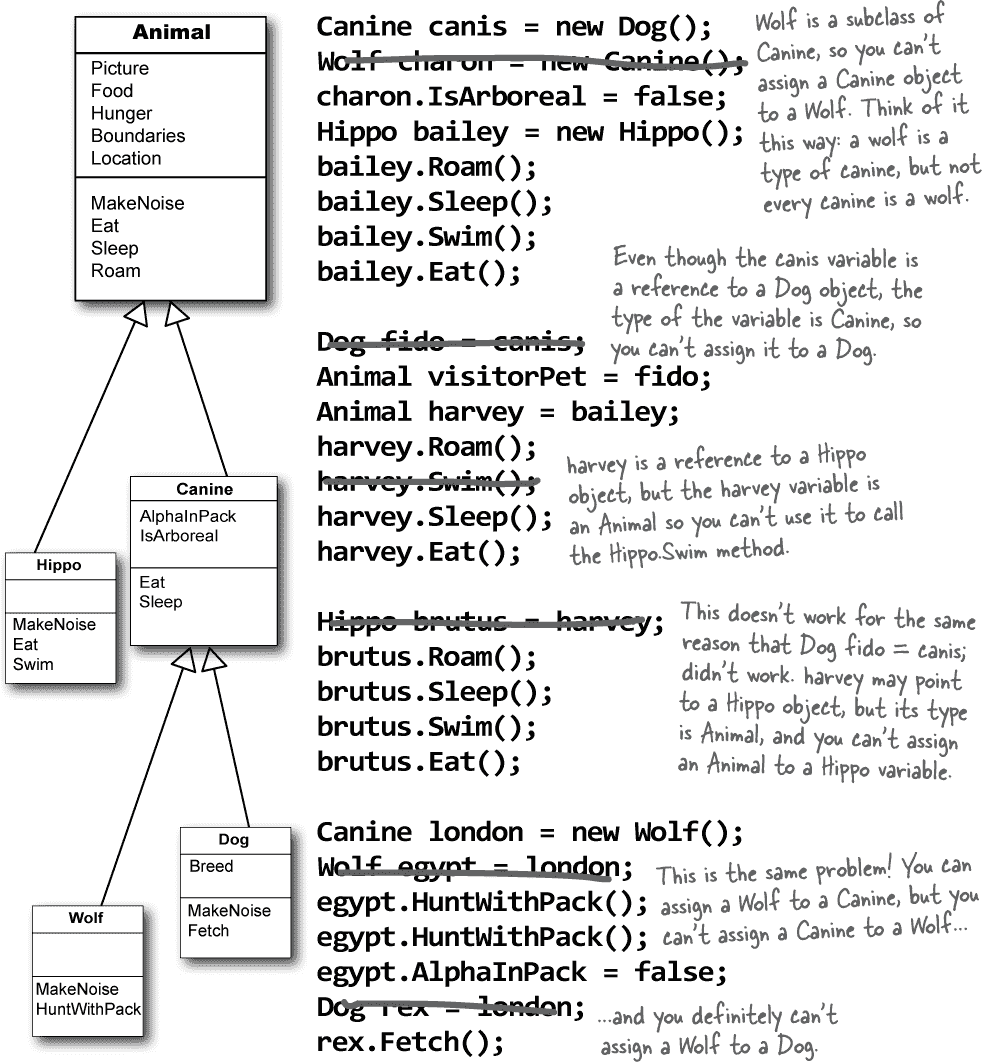 Animal
Picture
Food
Hunger
Boundaries
Location
MakeNoise
Eat
Sleep
Roam
Hippo
MakeNoise
Eat
Swim
Canine
AlphaInPack
IsArboreal
Eat
Sleep
Wolf
MakeNoise
HuntWithPack
Dog
Breed
MakeNoise
Fetch
Canine canis = new Dog();
Wolf charon = new Canine();
charon.IsArboreal = false;
Hippo bailey = new Hippo();
bailey.Roam();
bailey.Sleep();
bailey.Swim();
bailey.Eat();
Wolf is a subclass of
Canine, so you can't
assign a Canine object
to a Wolf. Think of it
this way: a wolf is a
type of canine, but not
every canine is a wolf.
Dog fido = canis;
Animal visitorPet = fido;
Animal harvey = bailey;
harvey.Roam();
harvey.Swim();
harvey.Sleep();
harvey.Eat();
Even though the canis variable is
a reference to a Dog object, the
type of the variable is Canine, so
you can't assign it to a Dog.
harvey is a reference to a Hippo
object, but the harvey variable is
an Animal so you can't use it to call
the Hippo.Swim method.
Hippo brutus = harvey;
brutus.Roam();
brutus.Sleep();
brutus.Swim();
brutus.Eat();
This doesn't work for the same
reason that Dog fido = canis;
didn't work. harvey may point
to a Hippo object, but its type
is Animal, and you can't assign
an Animal to a Hippo variable.
Canine london = new Wolf();
Wolf egypt = london;
egypt.HuntWithPack();
egypt.HuntWithPack();
egypt.AlphaInPack = false;
Dog rex = london;
rex.Fetch();
This is the same problem! You can
assign a Wolf to a Canine, but you
can't assign a Canine to a Wolf...
...and you definitely can't
assign a Wolf to a Dog.